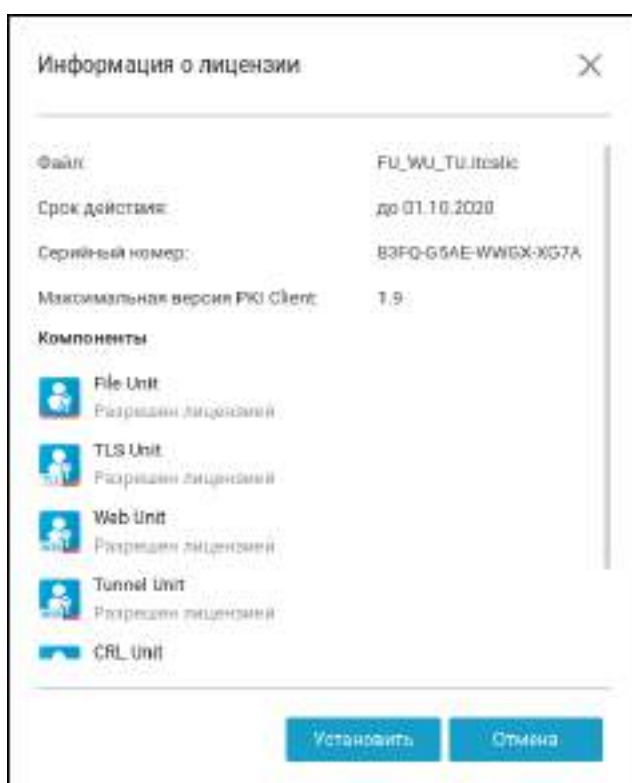 Информация о лицензии
Файл: FU_WU_TU.itcslic
Срок действия: до 01.10.2020
Серийный номер: 83FQ-G5AE-WWGX-XG7A
Максимальная версия PKI Client: 1.9
Компоненты
File Unit
Разрешен лицензией
TLS Unit
Разрешен лицензией
Web Unit
Разрешен лицензией
Tunnel Unit
Разрешен лицензией
CRL Unit
Установить Отмена